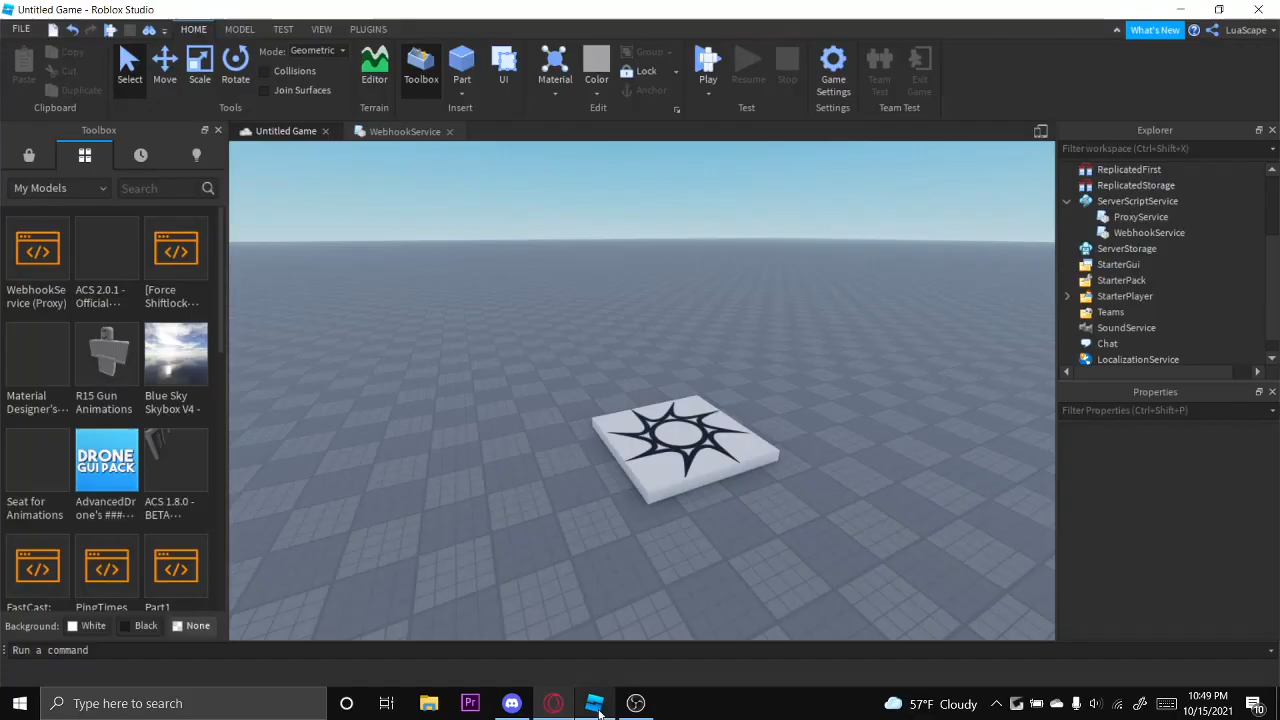 Untitled Game - Roblox Studio
FILE
HOME
MODEL
TEST
VIEW
PLUGINS
What's New
LuaScape
Paste
Copy
Cut
Duplicate
Clipboard
Select
Move
Scale
Rotate
Mode: Geometric
Collisions
Join Surfaces
Tools
Editor
Terrain
Toolbox
Part
UI
Insert
Material
Color
Group
Lock
Anchor
Edit
Play
Resume
Stop
Test
Game
Settings
Settings
Team
Test
Exit
Game
Team Test
Toolbox
Untitled Game
WebhookService
Explorer
Filter workspace (Ctrl+Shift+X)
My Models
Search
WebhookSe
rvice (Proxy)
ACS 2.0.1 -
Official···
[Force
Shiftlock···
Material
Designer's···
R15 Gun
Animations
Blue Sky
Skybox V4 -
DRONE
GUI PACK
Seat for
Animations
AdvancedDr
one's ###···
ACS 1.8.0 -
BETA···
FastCast:
PingTimes
Part1
Background:
White
Black
None
ReplicatedFirst
ReplicatedStorage
ServerScriptService
ProxyService
WebhookService
ServerStorage
StarterGui
StarterPack
StarterPlayer
Teams
SoundService
Chat
LocalizationService
Properties
Filter Properties (Ctrl+Shift+P)
Run a command
Type here to search
Pr
57°F Cloudy
10:49 PM
10/15/2021
10